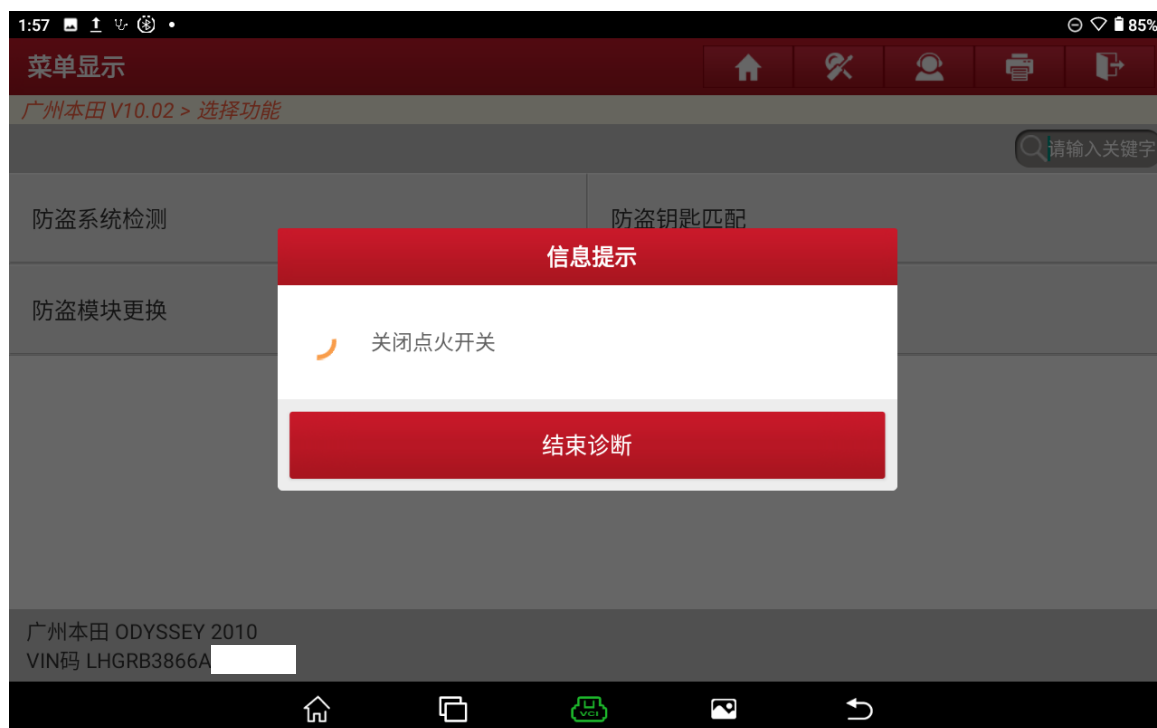 1:57
85%
菜单显示
广州本田 V10.02 > 选择功能
请输入关键字
防盗系统检测
防盗钥匙匹配
信息提示
防盗模块更换
关闭点火开关
结束诊断
广州本田 ODYSSEY 2010
VIN码 LHGRB3866A
VCI